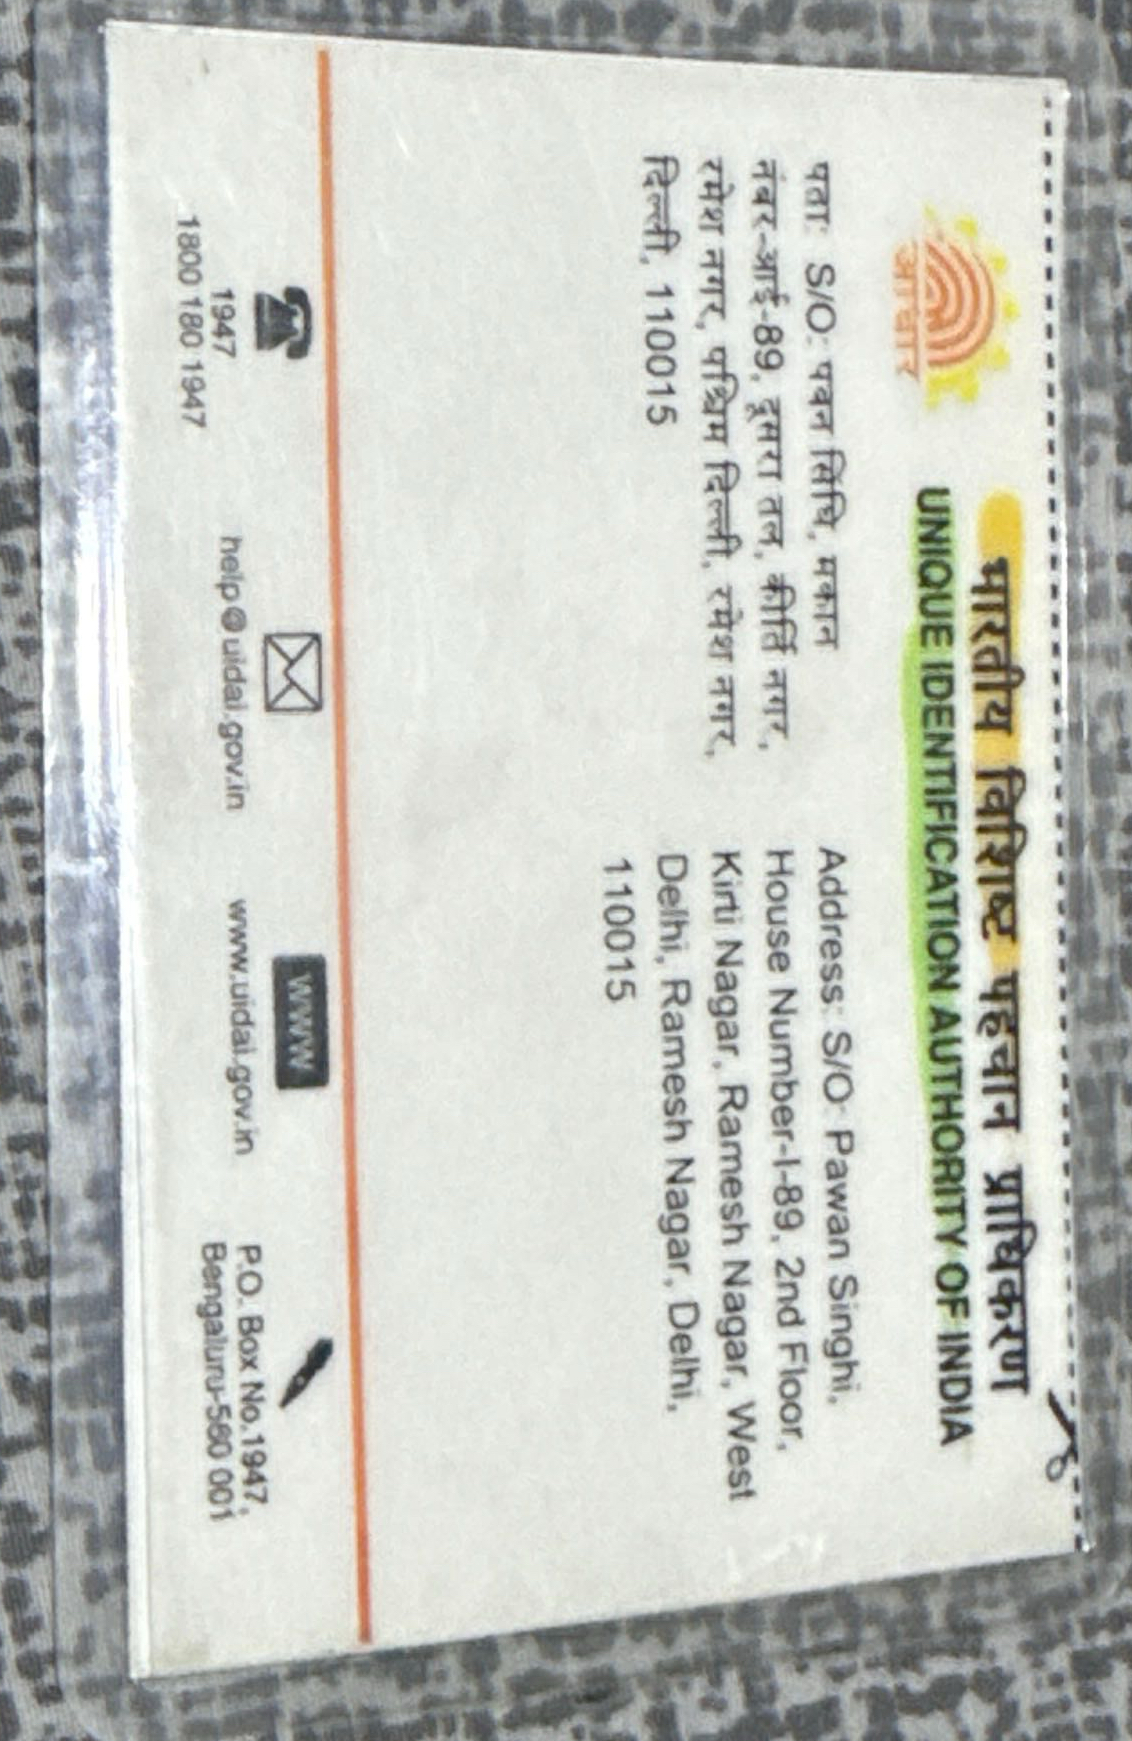 भारतीय विशिष्ट पहचान प्राधिकरण
UNIQUE IDENTIFICATION AUTHORITY OF INDIA
आधार
पता: S/O: पवन सिंघि, मकान
नंबर-आई-89, दूसरा तल, कीर्ति नगर,
रमेश नगर, पश्चिम दिल्ली, रमेश नगर,
दिल्ली, 110015
Address: S/O: Pawan Singhi,
House Number-I-89, 2nd Floor,
Kirti Nagar, Ramesh Nagar, West
Delhi, Ramesh Nagar, Delhi,
110015
1947
1800 180 1947
help@uidai.gov.in
www
www.uidai.gov.in
P.O. Box No.1947,
Bengaluru-560 001